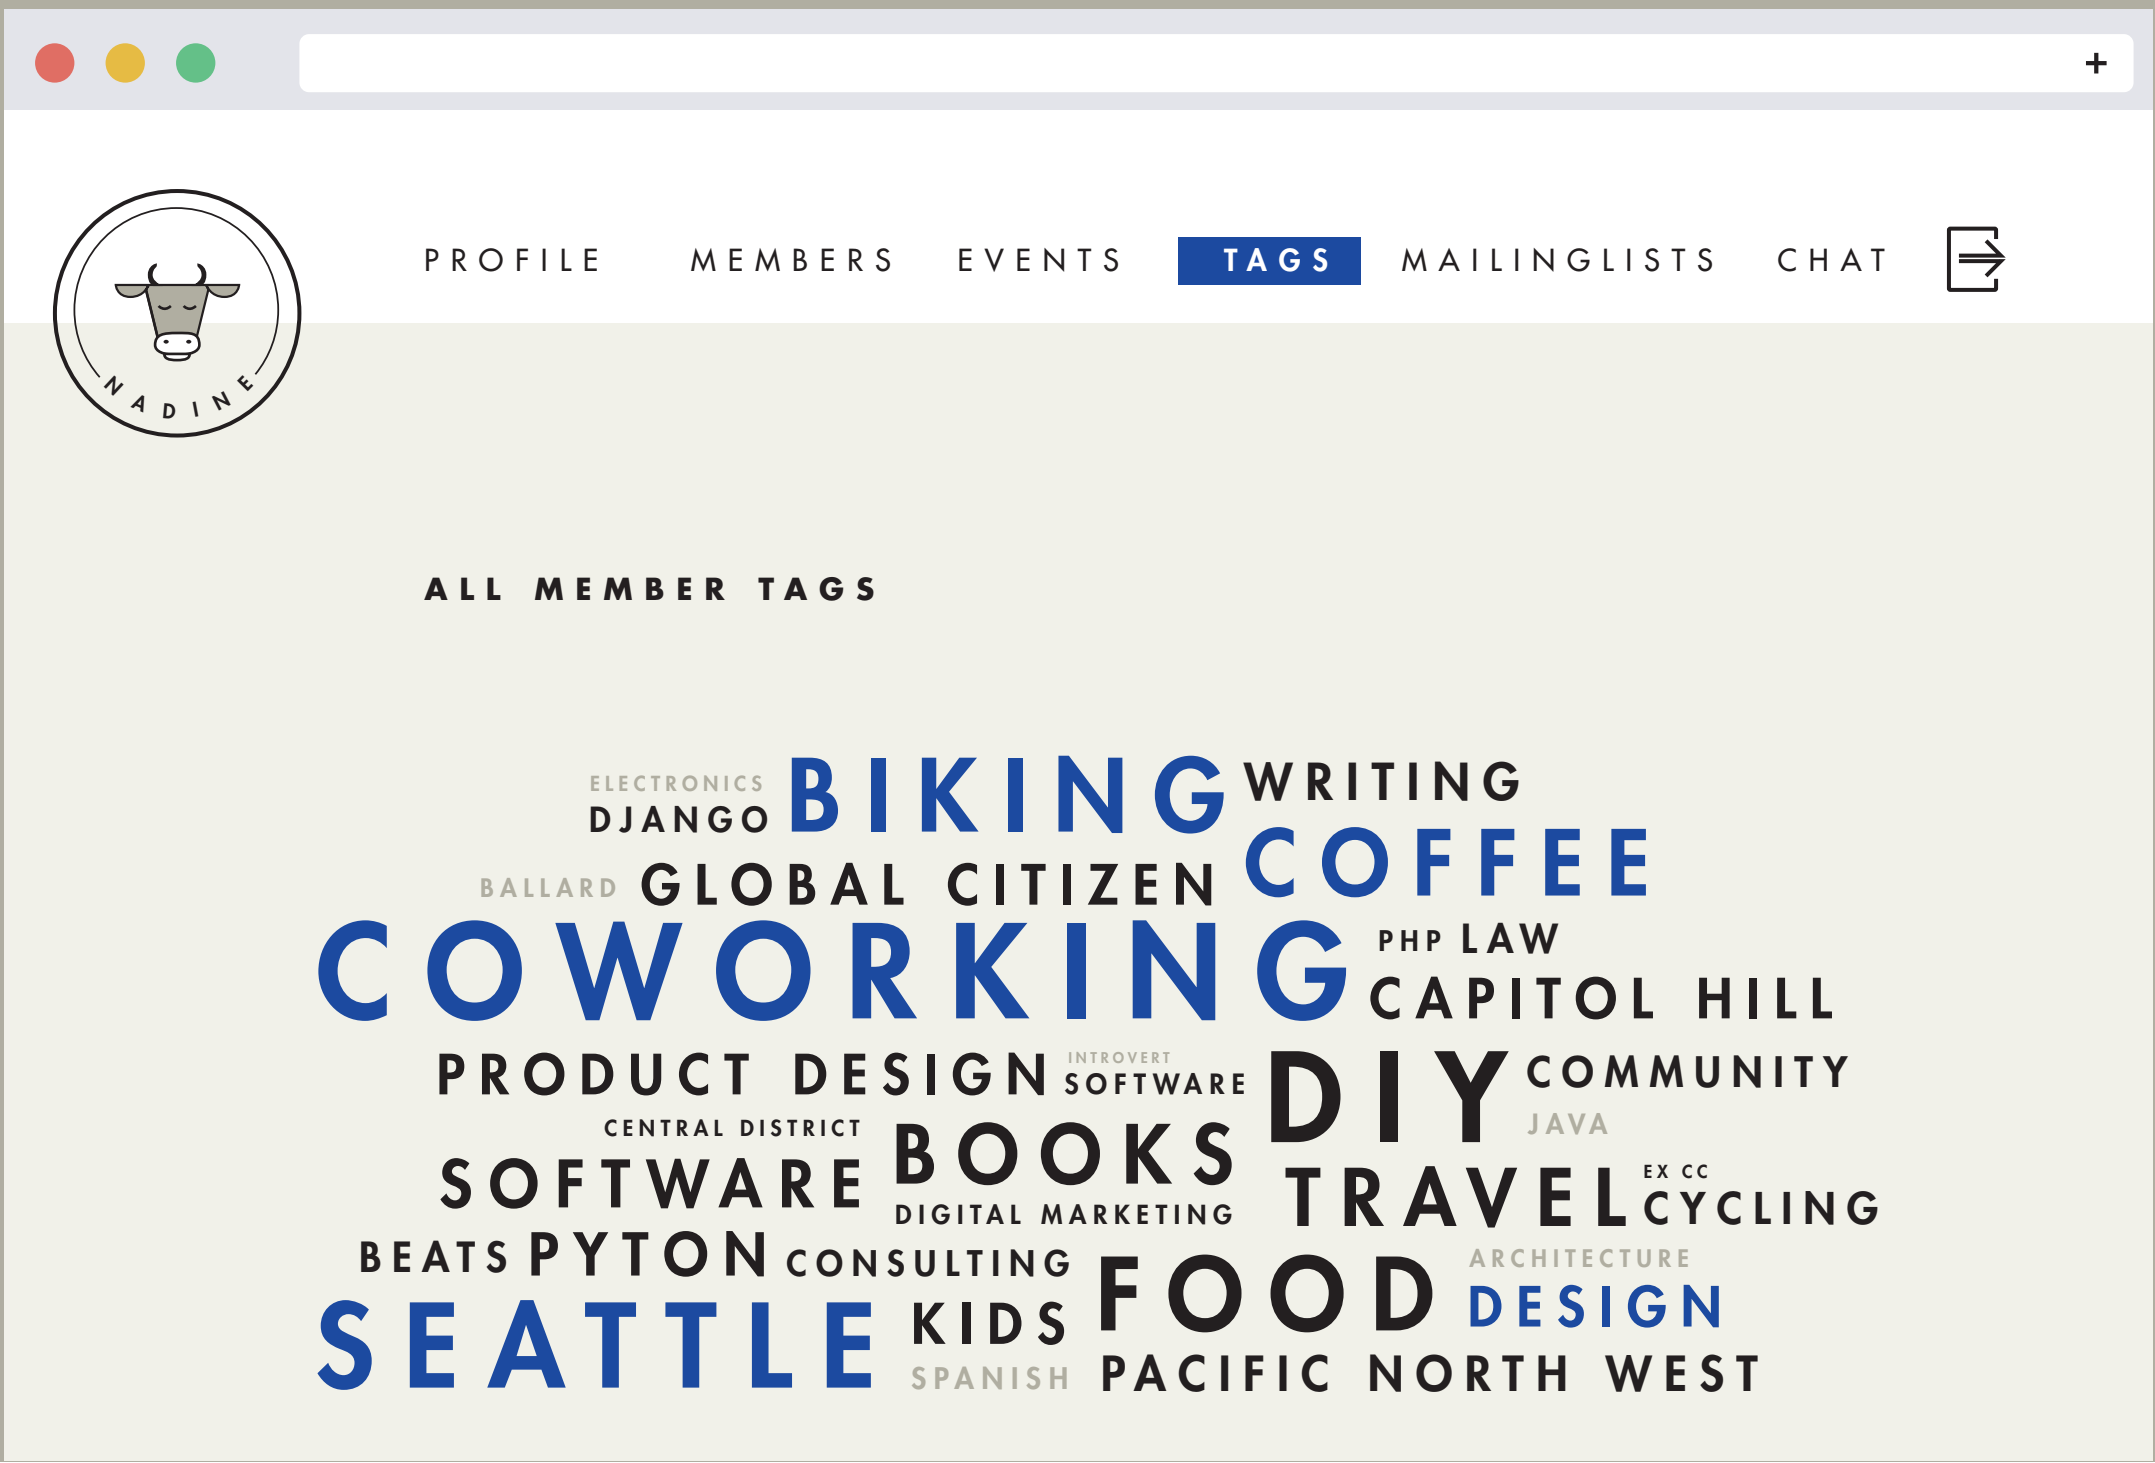 +
PROFILE MEMBERS EVENTS TAGS MAILINGLISTS CHAT
NADINE
ALL MEMBER TAGS
ELECTRONICS
DJANGO
BIKING
WRITING
COFFEE
BALLARD
GLOBAL CITIZEN
COWORKING
PHP
LAW
CAPITOL HILL
PRODUCT DESIGN
INTROVERT
SOFTWARE
DIY
COMMUNITY
JAVA
CENTRAL DISTRICT
SOFTWARE
BOOKS
DIGITAL MARKETING
TRAVEL
EX CC
CYCLING
BEATS
PYTON
CONSULTING
FOOD
ARCHITECTURE
DESIGN
SEATTLE
KIDS
SPANISH
PACIFIC NORTH WEST